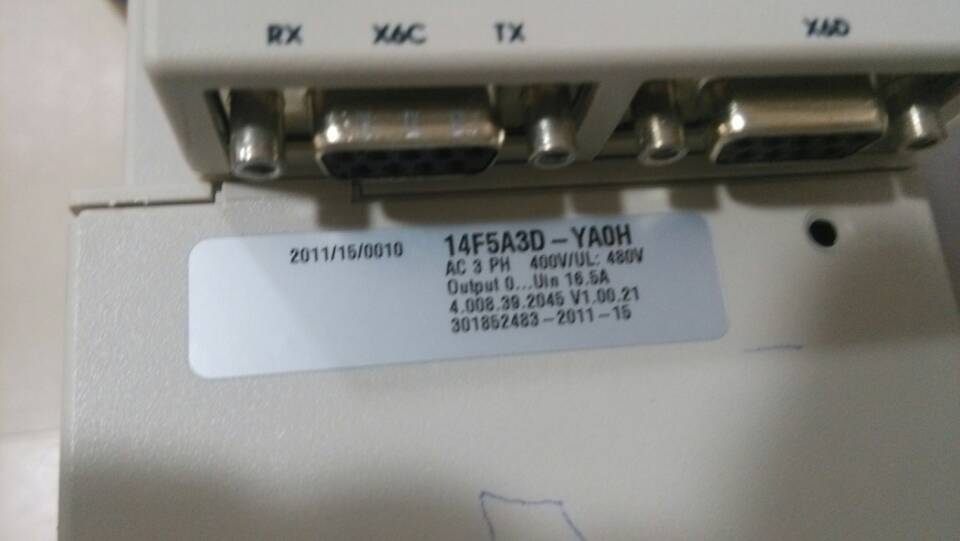 RX X6C TX X6D
2011/15/0010 14F5A3D-YA0H
AC 3 PH 400V/UL: 480V
Output 0...Uin 16.5A
4.008.39.2045 V1.00.21
301852483-2011-15